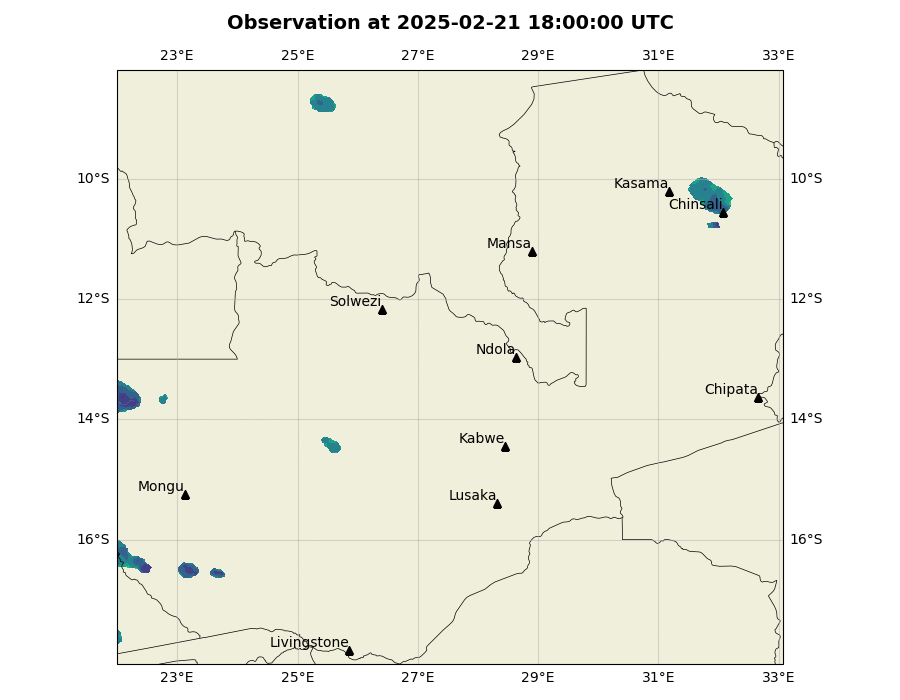 Observation at 2025-02-21 18:00:00 UTC
23°E 25°E 27°E 29°E 31°E 33°E
10°S 10°S
Kasama
Chinsali
Mansa
12°S 12°S
Solwezi
Ndola
Chipata
14°S 14°S
Kabwe
Mongu
Lusaka
16°S 16°S
Livingstone
23°E 25°E 27°E 29°E 31°E 33°E